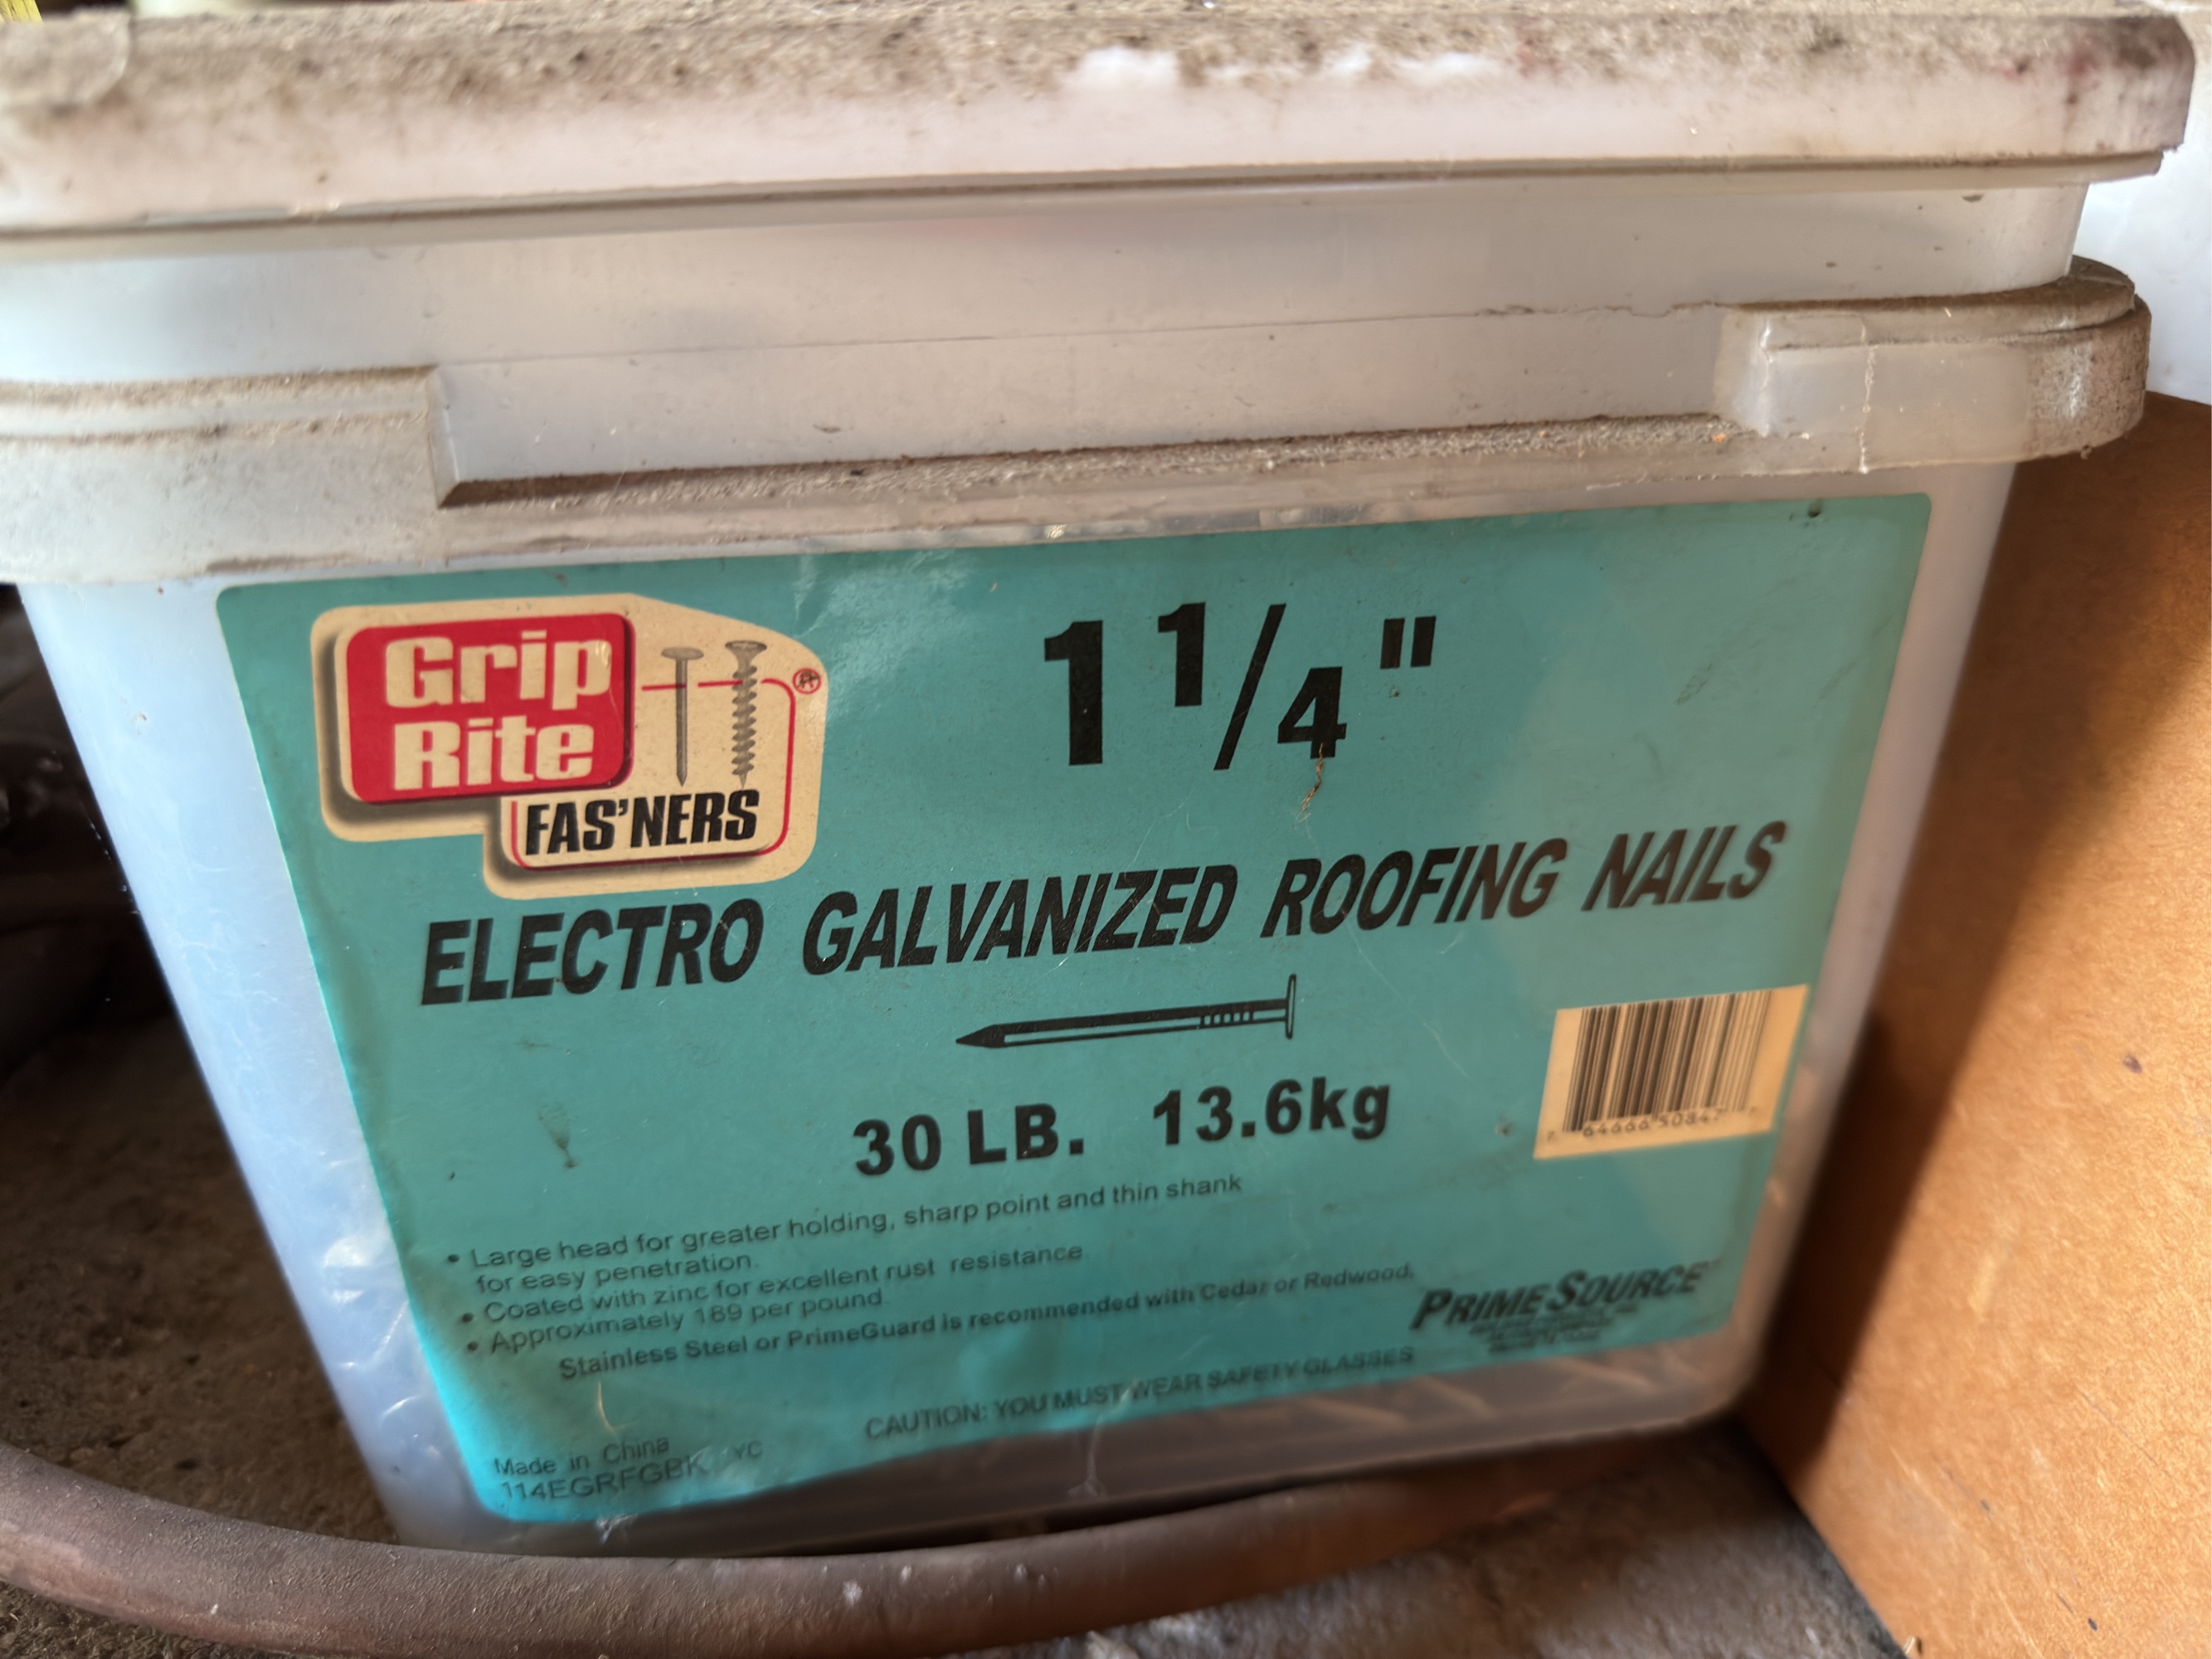 Grip
Rite
®
FAS'NERS
1 1/4"
ELECTRO GALVANIZED ROOFING NAILS
30 LB. 13.6kg
• Large head for greater holding, sharp point and thin shank
for easy penetration.
• Coated with zinc for excellent rust resistance
• Approximately 189 per pound
Stainless Steel or PrimeGuard is recommended with Cedar or Redwood.
PRIMESOURCE
CAUTION: YOU MUST WEAR SAFETY GLASSES
Made in China
114EGRFGBK YC